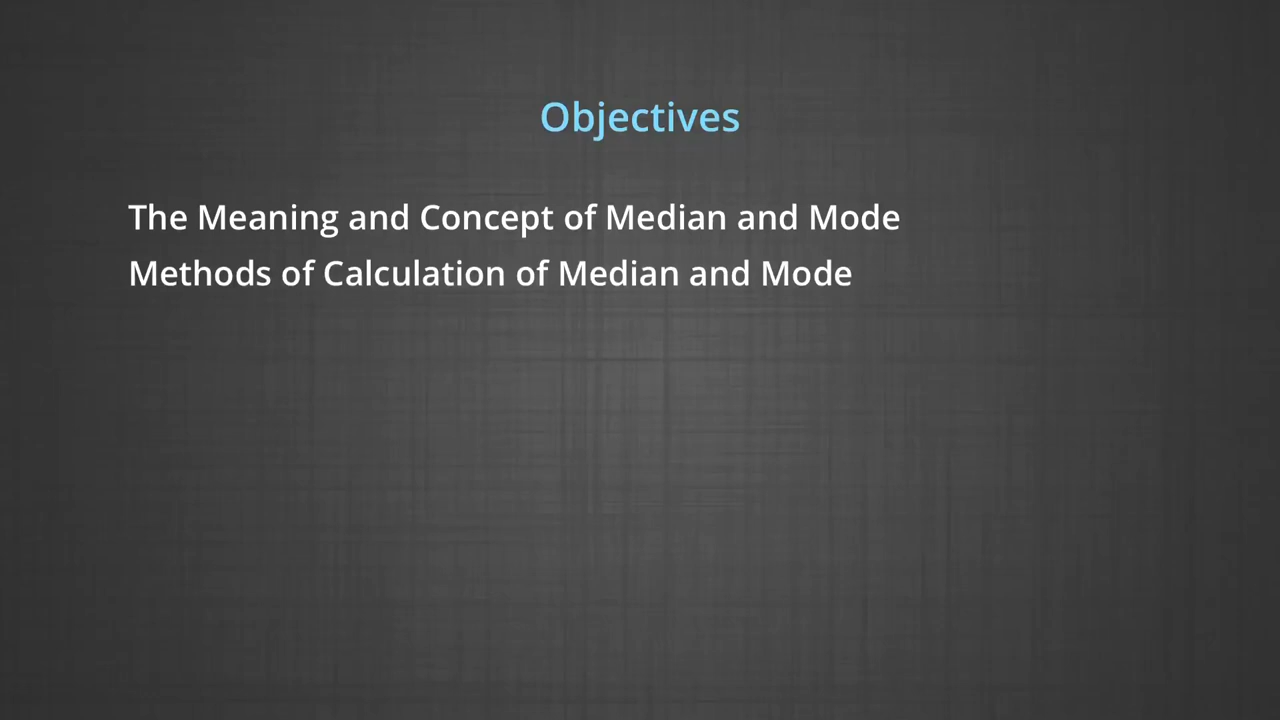 Objectives
The Meaning and Concept of Median and Mode
Methods of Calculation of Median and Mode